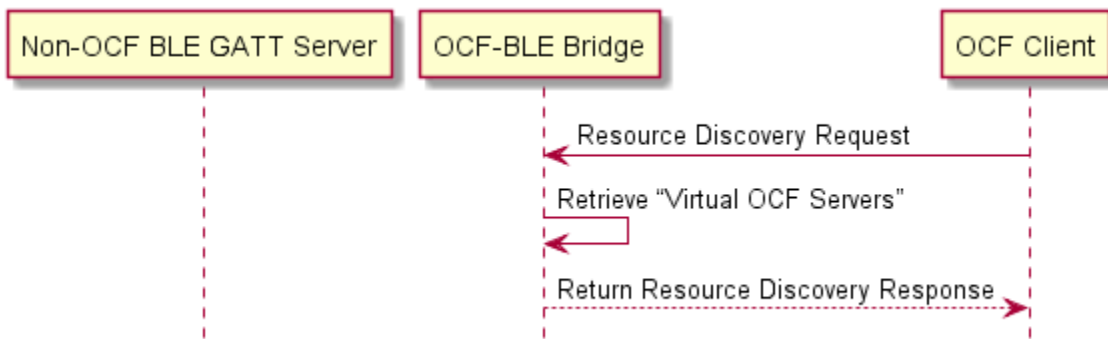 Non-OCF BLE GATT Server
OCF-BLE Bridge
OCF Client
Resource Discovery Request
Retrieve “Virtual OCF Servers”
Return Resource Discovery Response